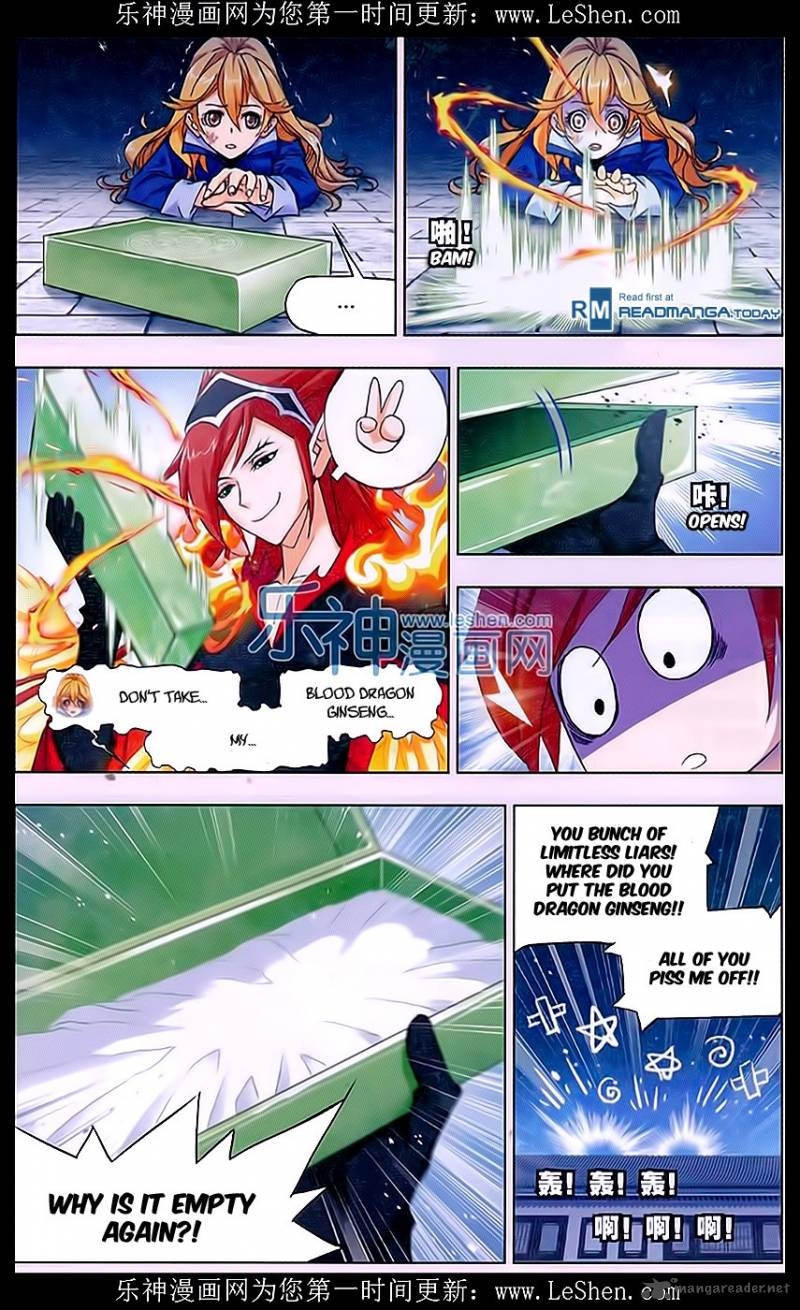 乐神漫画网为您第一时间更新：www.LeShen.com
...
啪！
BAM!
Read first at
RM READMANGA.TODAY
咔！
OPENS!
乐神漫画网
www.leshen.com
DON'T TAKE...
MY...
BLOOD DRAGON
GINSENG...
WHY IS IT EMPTY
AGAIN?!
YOU BUNCH OF
LIMITLESS LIARS!
WHERE DID YOU
PUT THE BLOOD
DRAGON GINSENG!!
ALL OF YOU
PISS ME OFF!!
轰！轰！轰！
啊！啊！啊！
乐神漫画网为您第一时间更新：www.LeShen.com
mangareader.net